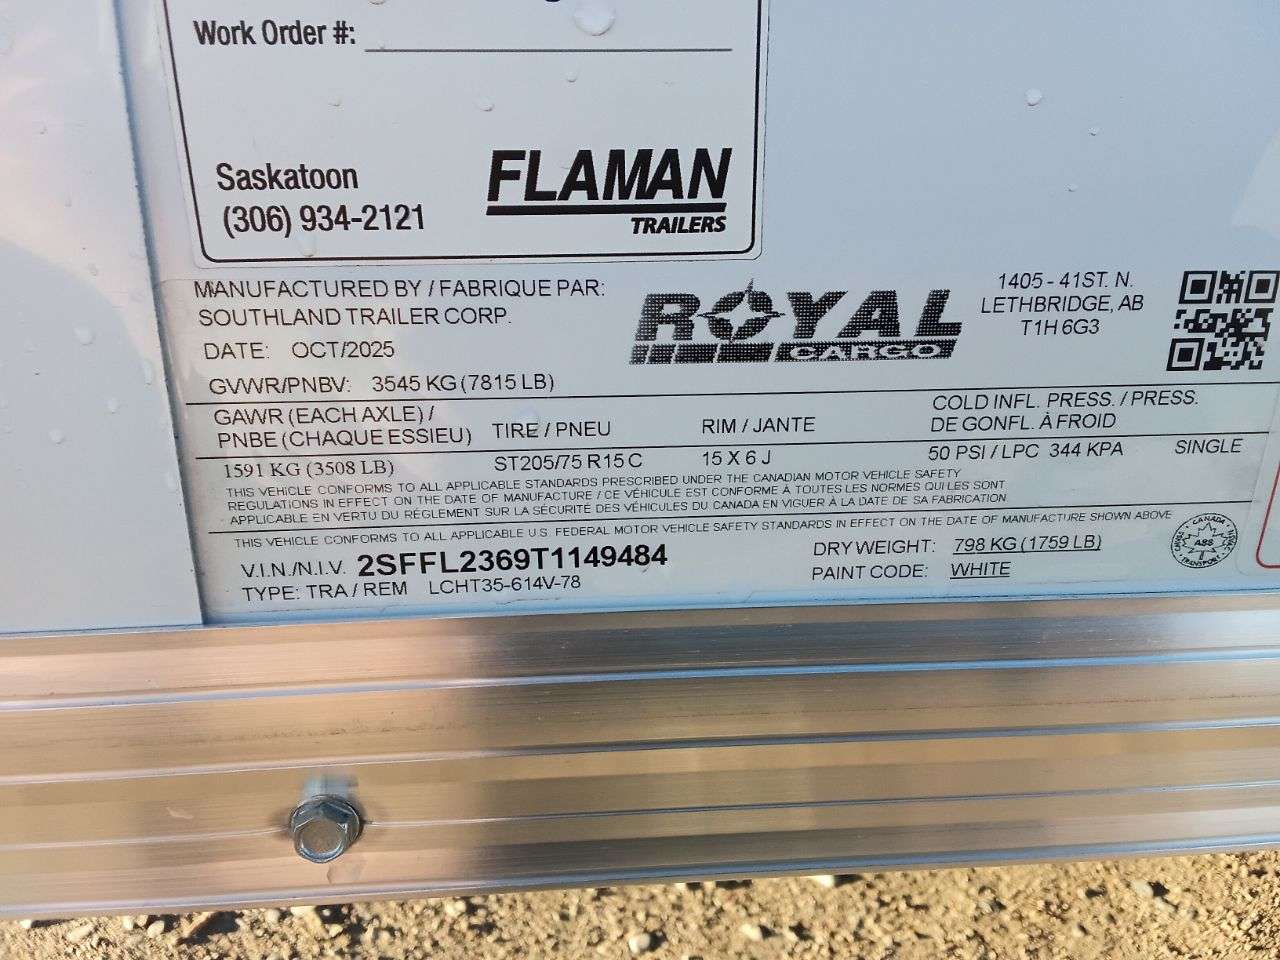 Work Order #:
Saskatoon
(306) 934-2121
FLAMAN
TRAILERS
MANUFACTURED BY / FABRIQUE PAR:
SOUTHLAND TRAILER CORP.
DATE: OCT/2025
ROYAL
CARGO
1405 - 41ST. N.
LETHBRIDGE, AB
T1H 6G3
GVWR/PNBV: 3545 KG (7815 LB)
GAWR (EACH AXLE) /
PNBE (CHAQUE ESSIEU)
TIRE / PNEU
RIM / JANTE
COLD INFL. PRESS. / PRESS.
DE GONFL. À FROID
1591 KG (3508 LB) ST205/75 R15 C 15 X 6 J 50 PSI / LPC 344 KPA SINGLE
THIS VEHICLE CONFORMS TO ALL APPLICABLE STANDARDS PRESCRIBED UNDER THE CANADIAN MOTOR VEHICLE SAFETY
REGULATIONS IN EFFECT ON THE DATE OF MANUFACTURE / CE VÉHICULE EST CONFORME À TOUTES LES NORMES QUI LES SONT
APPLICABLE EN VERTU DU RÉGLEMENT SUR LA SÉCURITÉ DES VÉHICULES DU CANADA EN VIGUER À LA DATE DE SA FABRICATION.
THIS VEHICLE CONFORMS TO ALL APPLICABLE U.S. FEDERAL MOTOR VEHICLE SAFETY STANDARDS IN EFFECT ON THE DATE OF MANUFACTURE SHOWN ABOVE
V.I.N./N.I.V. 2SFFL2369T1149484
TYPE: TRA / REM LCHT35-614V-78
DRY WEIGHT: 798 KG (1759 LB)
PAINT CODE: WHITE
CANADA
ABS
TRANSPORT